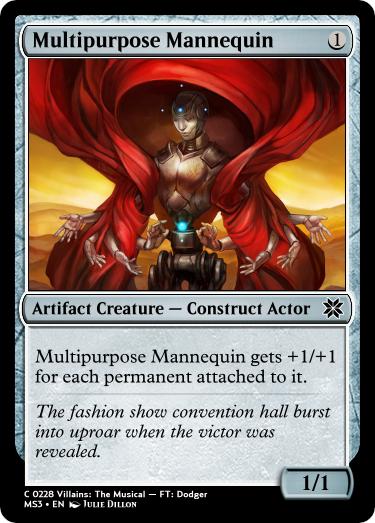 Multipurpose Mannequin 1
Artifact Creature — Construct Actor
Multipurpose Mannequin gets +1/+1
for each permanent attached to it.
The fashion show convention hall burst
into uproar when the victor was
revealed.
1/1
C 0228 Villains: The Musical — FT: Dodger
MS3 • EN JULIE DILLON